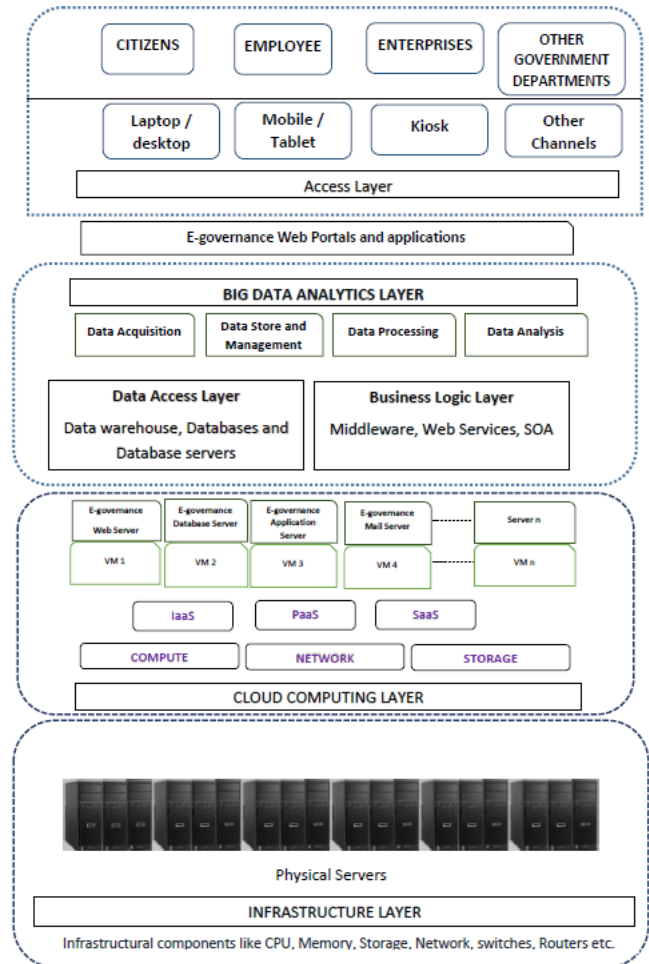 CITIZENS
EMPLOYEE
ENTERPRISES
OTHER
GOVERNMENT
DEPARTMENTS
Laptop /
desktop
Mobile /
Tablet
Kiosk
Other
Channels
Access Layer
E-governance Web Portals and applications
BIG DATA ANALYTICS LAYER
Data Acquisition
Data Store and
Management
Data Processing
Data Analysis
Data Access Layer
Data warehouse, Databases and
Database servers
Business Logic Layer
Middleware, Web Services, SOA
E-governance
Web Server
E-governance
Database Server
E-governance
Application
Server
E-governance
Mail Server
Server n
VM 1
VM 2
VM 3
VM 4
VM n
IaaS
PaaS
SaaS
COMPUTE
NETWORK
STORAGE
CLOUD COMPUTING LAYER
Physical Servers
INFRASTRUCTURE LAYER
Infrastructural components like CPU, Memory, Storage, Network, switches, Routers etc.